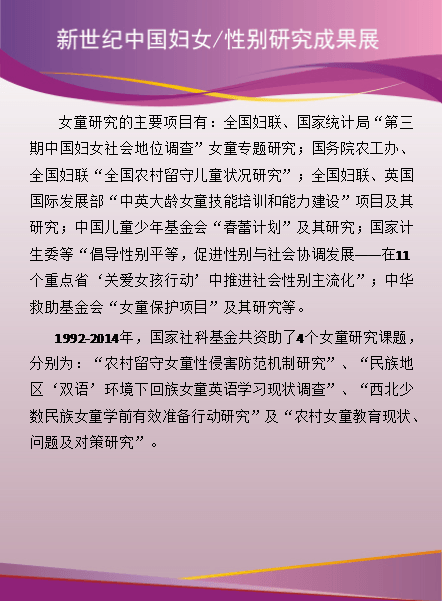 新世纪中国妇女/性别研究成果展
女童研究的主要项目有：全国妇联、国家统计局“第三
期中国妇女社会地位调查”女童专题研究；国务院农工办、
全国妇联“全国农村留守儿童状况研究”；全国妇联、英国
国际发展部“中英大龄女童技能培训和能力建设”项目及其
研究；中国儿童少年基金会“春蕾计划”及其研究；国家计
生委等“倡导性别平等，促进性别与社会协调发展——在11
个重点省‘关爱女孩行动’中推进社会性别主流化”；中华
救助基金会“女童保护项目”及其研究等。
1992-2014年，国家社科基金共资助了4个女童研究课题，
分别为：“农村留守女童性侵害防范机制研究”、“民族地
区‘双语’环境下回族女童英语学习现状调查”、“西北少
数民族女童学前有效准备行动研究”及“农村女童教育现状、
问题及对策研究”。